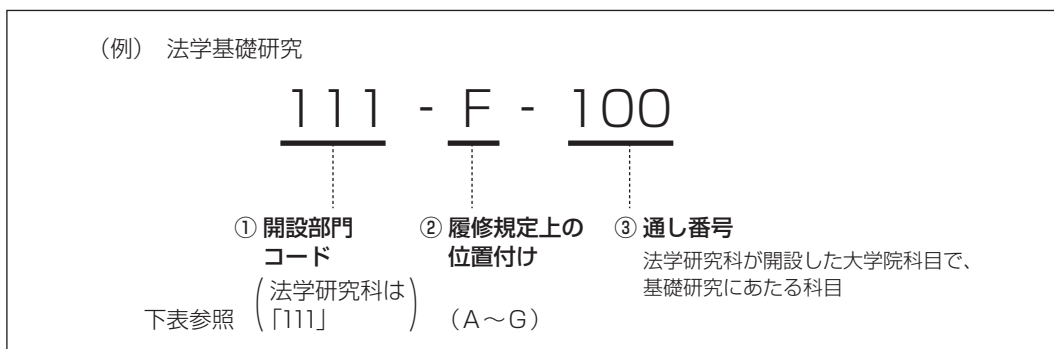 （例） 法学基礎研究
111 - F - 100
① 開設部門
コード
下表参照（法学研究科は
「111」）
② 履修規定上の
位置付け
（A～G）
③ 通し番号
法学研究科が開設した大学院科目で、
基礎研究にあたる科目